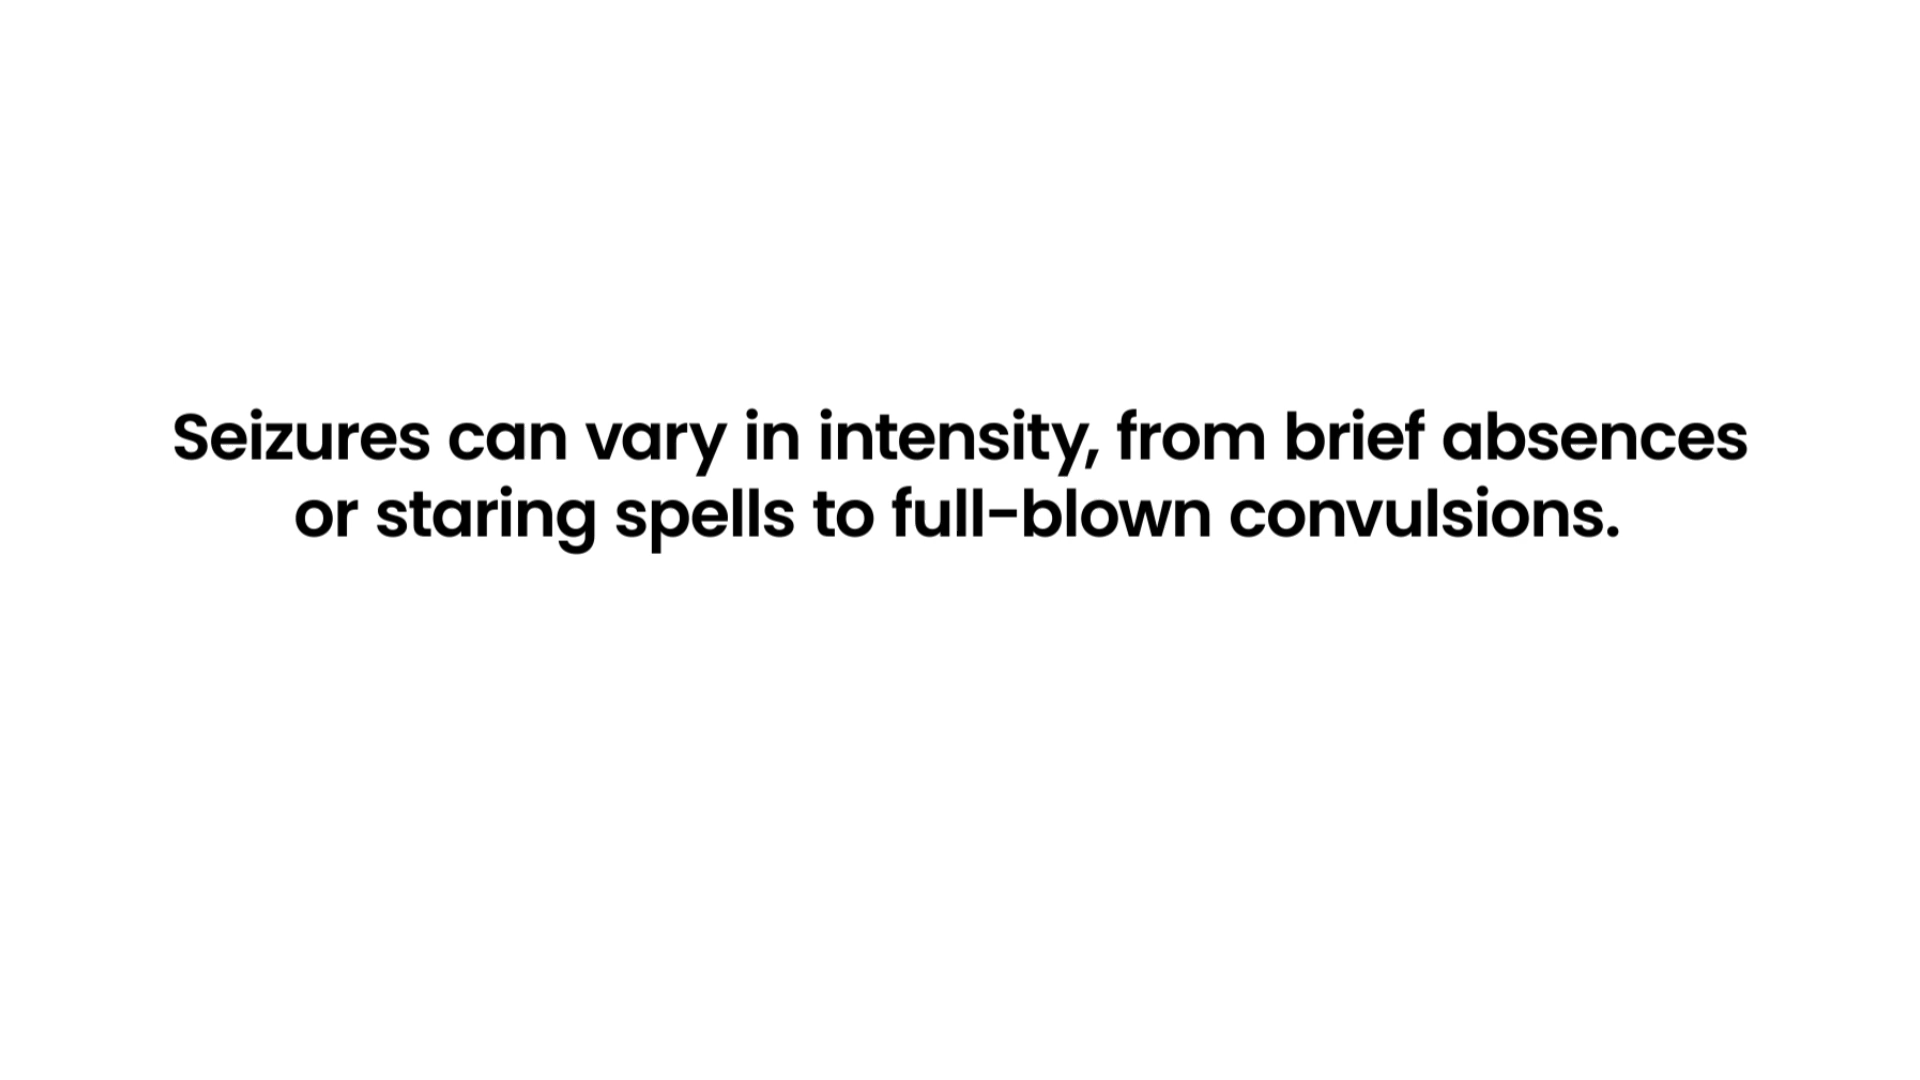 Seizures can vary in intensity, from brief absences
or staring spells to full-blown convulsions.